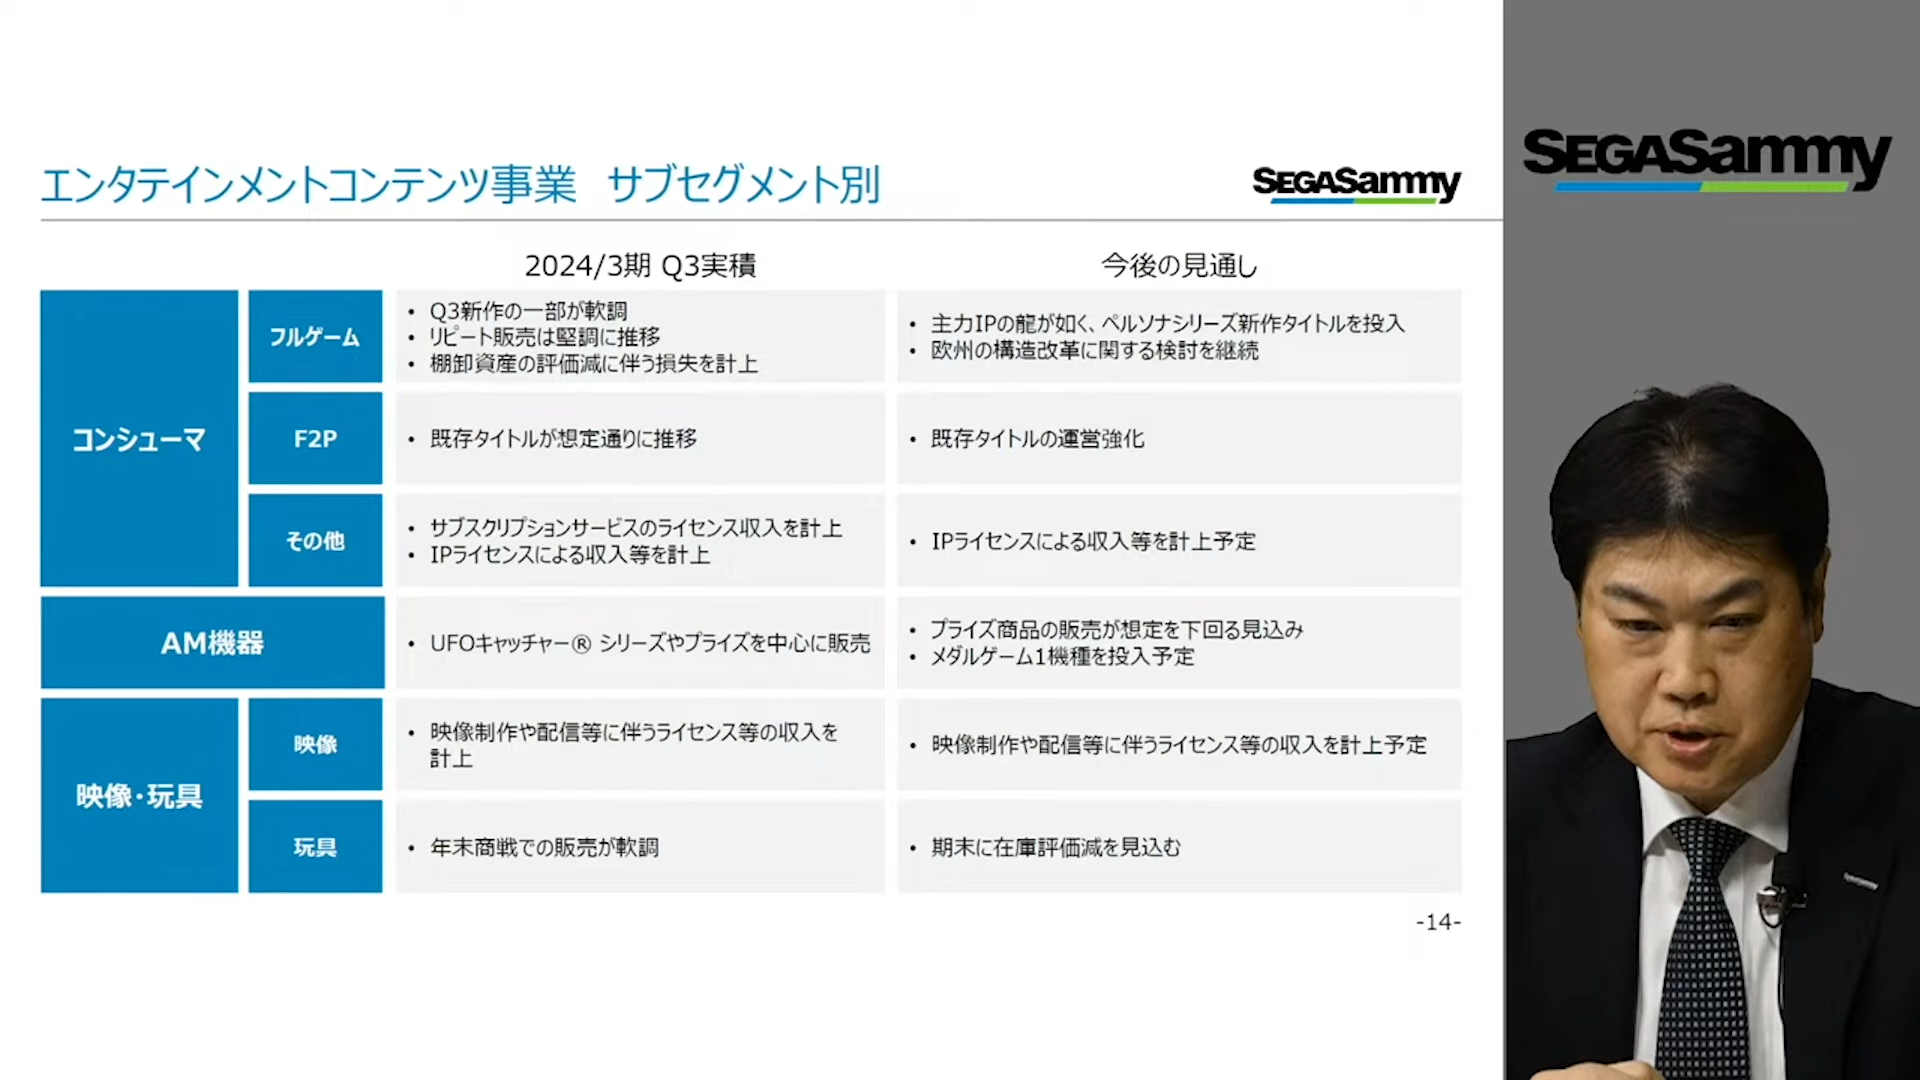 エンタテインメントコンテンツ事業 サブセグメント別
SEGASammy
SEGASammy
2024/3期 Q3実積
今後の見通し
コンシューマ
フルゲーム
• Q3新作の一部が軟調
• リピート販売は堅調に推移
• 棚卸資産の評価減に伴う損失を計上
• 主力IPの龍が如く、ペルソナシリーズ新作タイトルを投入
• 欧州の構造改革に関する検討を継続
F2P
• 既存タイトルが想定通りに推移
• 既存タイトルの運営強化
その他
• サブスクリプションサービスのライセンス収入を計上
• IPライセンスによる収入等を計上
• IPライセンスによる収入等を計上予定
AM機器
• UFOキャッチャー® シリーズやプライズを中心に販売
• プライズ商品の販売が想定を下回る見込み
• メダルゲーム1機種を投入予定
映像・玩具
映像
• 映像制作や配信等に伴うライセンス等の収入を
計上
• 映像制作や配信等に伴うライセンス等の収入を計上予定
玩具
• 年末商戦での販売が軟調
• 期末に在庫評価減を見込む
-14-